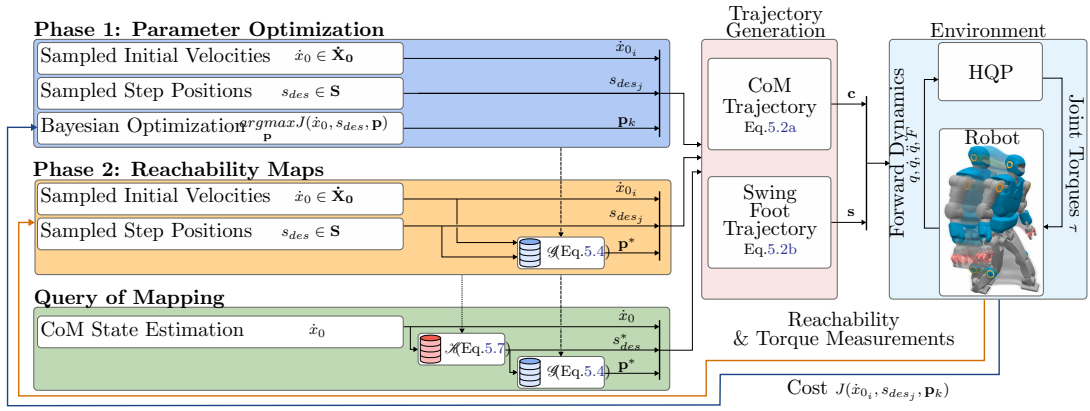 Phase 1: Parameter Optimization
Sampled Initial Velocities ẋ₀ ∈ Ẋ₀
ẋ₀ᵢ
Sampled Step Positions s_des ∈ S
s_desⱼ
Bayesian Optimization argmax J(ẋ₀, s_des, p)
p
pₖ
Phase 2: Reachability Maps
Sampled Initial Velocities ẋ₀ ∈ Ẋ₀
ẋ₀ᵢ
Sampled Step Positions s_des ∈ S
s_desⱼ
𝒢(Eq.5.4)
p*
Query of Mapping
CoM State Estimation ẋ₀
ẋ₀
ℋ(Eq.5.7)
s*_des
𝒢(Eq.5.4)
p*
Trajectory
Generation
CoM
Trajectory
Eq.5.2a
c
Swing
Foot
Trajectory
Eq.5.2b
s
Environment
HQP
Forward Dynamics
q, q̇, q̈, F
Joint Torques τ
Robot
Reachability
& Torque Measurements
Cost J(ẋ₀ᵢ, s_desⱼ, pₖ)